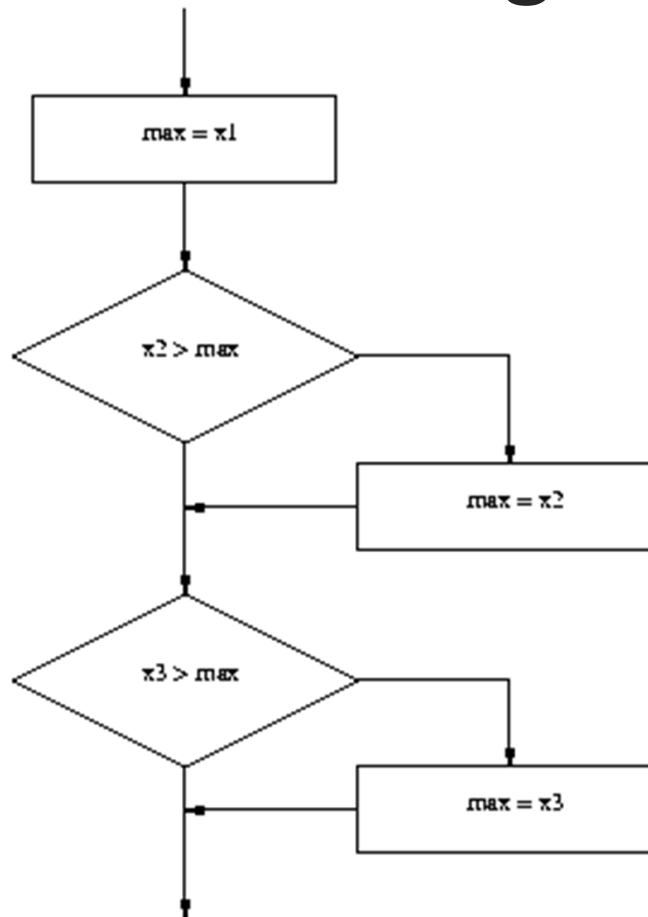 max = x1
x2 > max
max = x2
x3 > max
max = x3